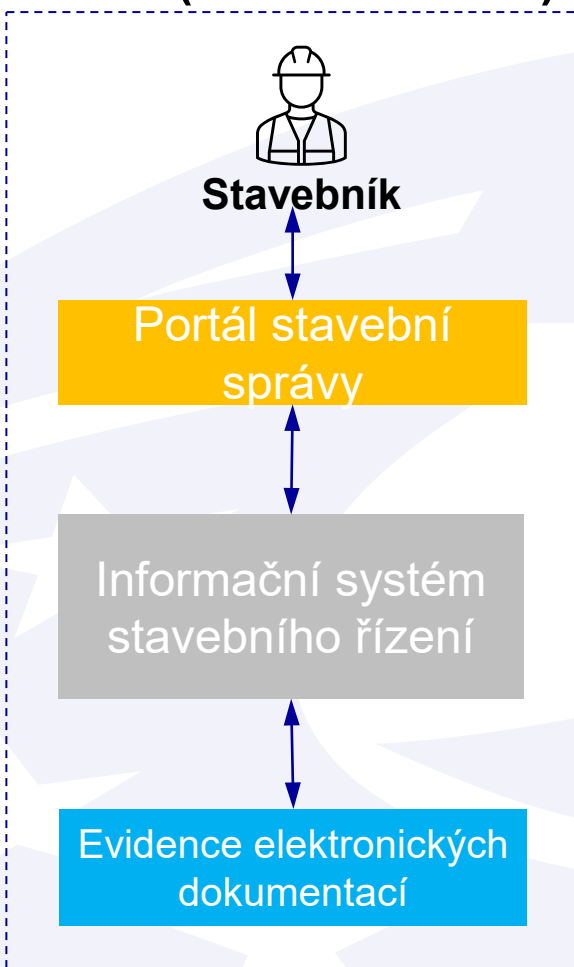 Stavebník
Portál stavební
správy
Informační systém
stavebního řízení
Evidence elektronických
dokumentací